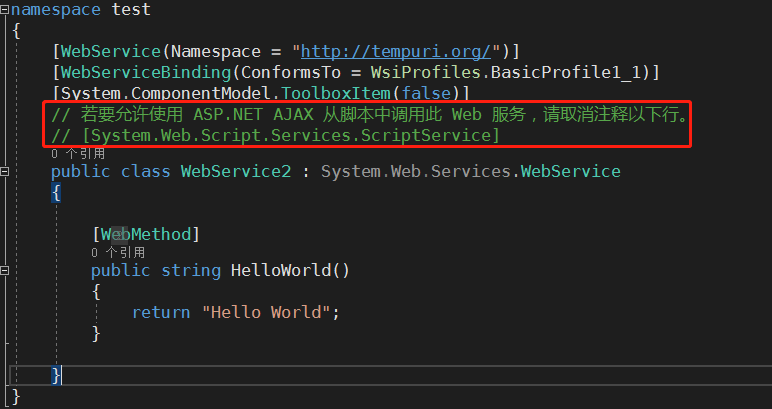 namespace test
{
[WebService(Namespace = "http://tempuri.org/")]
[WebServiceBinding(ConformsTo = WsiProfiles.BasicProfile1_1)]
[System.ComponentModel.ToolboxItem(false)]
// 若要允许使用 ASP.NET AJAX 从脚本中调用此 Web 服务，请取消注释以下行。
// [System.Web.Script.Services.ScriptService]
0 个引用
public class WebService2 : System.Web.Services.WebService
{
[WebMethod]
0 个引用
public string HelloWorld()
{
return "Hello World";
}
}
}